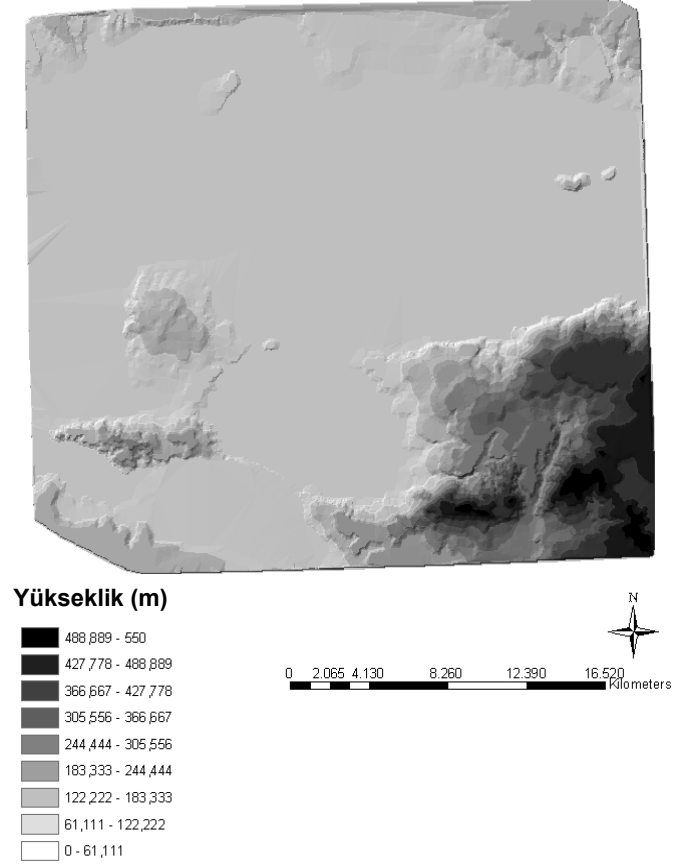 Yükseklik (m)
488,889 - 550
427,778 - 488,889
366,667 - 427,778
305,556 - 366,667
244,444 - 305,556
183,333 - 244,444
122,222 - 183,333
61,111 - 122,222
0 - 61,111
N
0 2.065 4.130 8.260 12.390 16.520
Kilometers